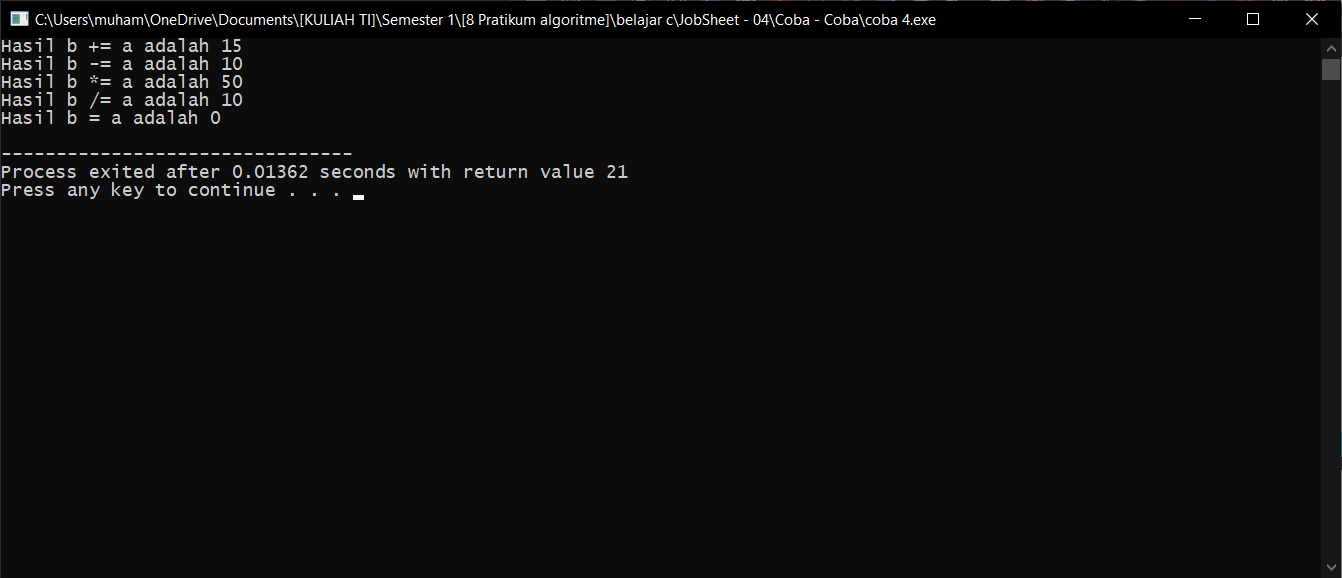 C:\Users\muham\OneDrive\Documents\[KULIAH TI]\Semester 1\[8 Pratikum algoritme]\belajar c\JobSheet - 04\Coba - Coba\coba 4.exe
Hasil b += a adalah 15
Hasil b -= a adalah 10
Hasil b *= a adalah 50
Hasil b /= a adalah 10
Hasil b = a adalah 0
--------------------------------
Process exited after 0.01362 seconds with return value 21
Press any key to continue . . .